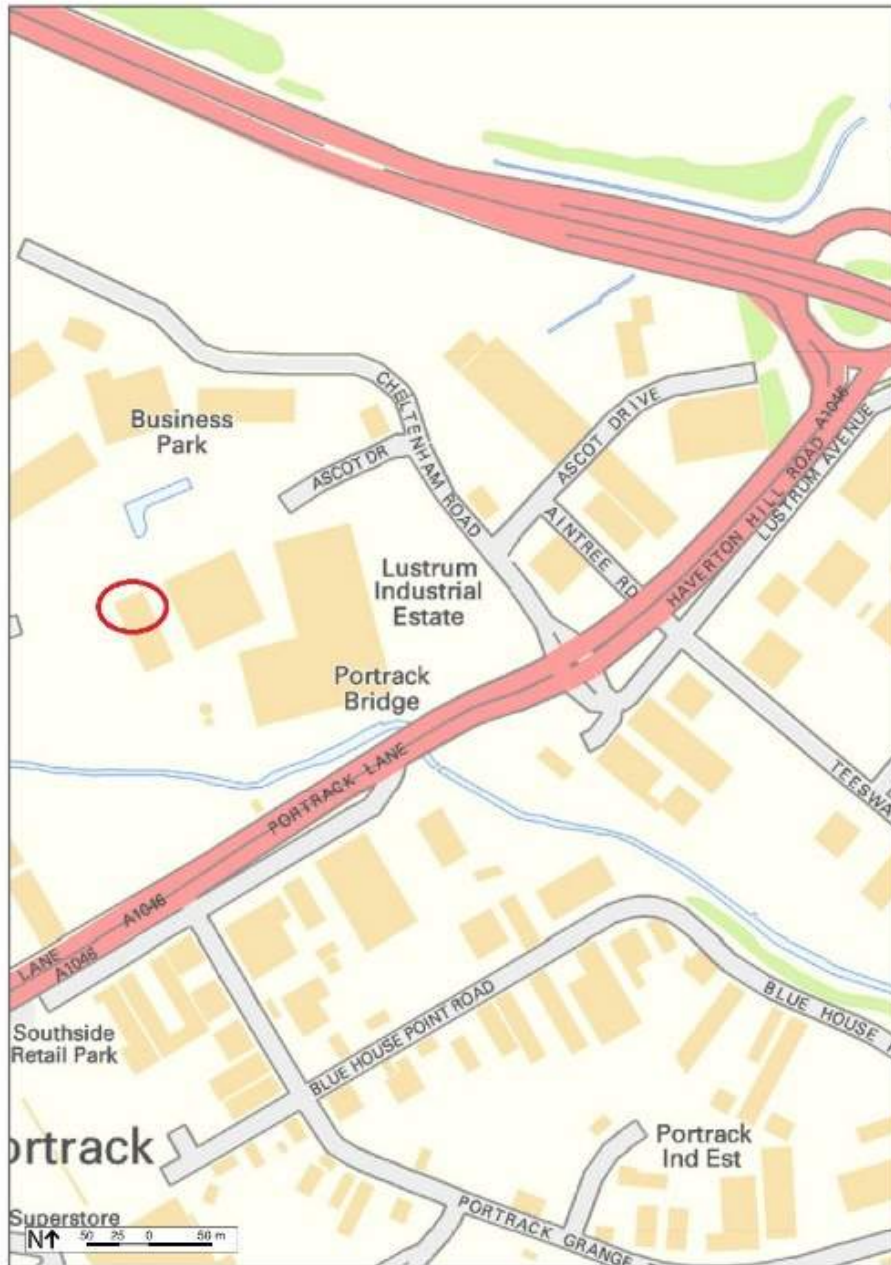 CHELTENHAM ROAD
ASCOT DRIVE
HAVERTON HILL ROAD A1046
LUSTRUM AVENUE
Business
Park
ASCOT DR
AINTREE RD
Lustrum
Industrial
Estate
Portrack
Bridge
PORTRACK LANE
TEESWA
A1046
LANE
A1046
BLUE HOUSE POINT ROAD
BLUE HOUSE
Southside
Retail Park
ortrack
Portrack
Ind Est
PORTRACK GRANGE
Superstore
N
50 25 0 50 m